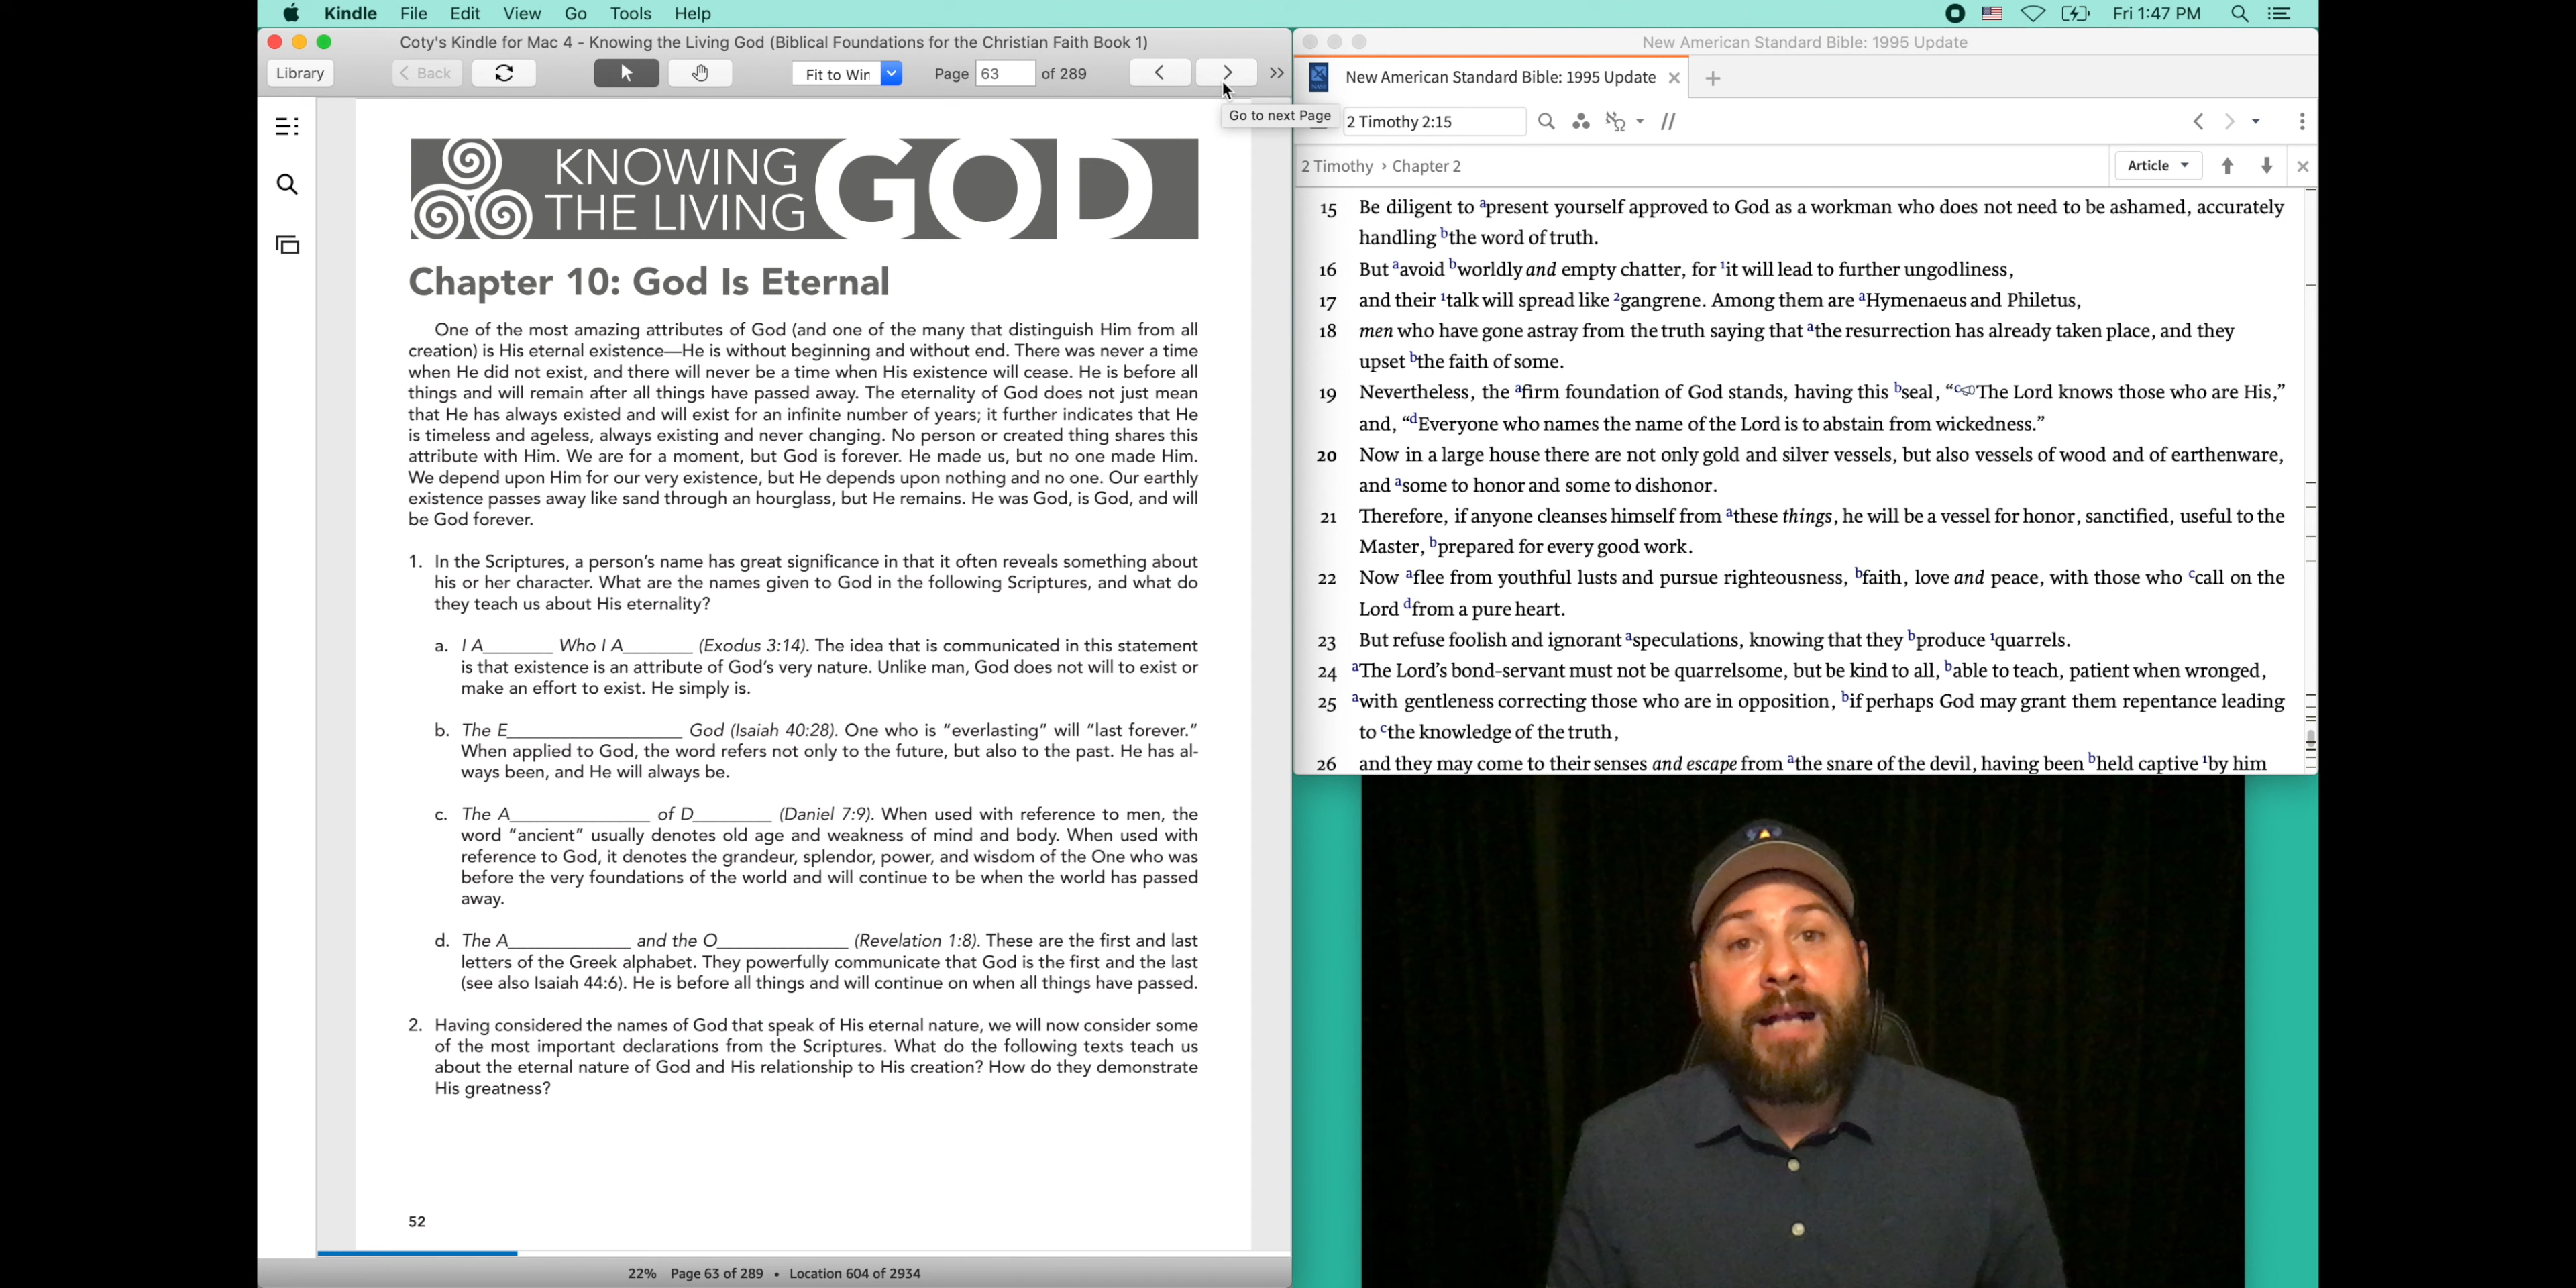 Kindle File Edit View Go Tools Help
Fri 1:47 PM
Coty's Kindle for Mac 4 - Knowing the Living God (Biblical Foundations for the Christian Faith Book 1)
Library
Back
Fit to Win
Page 63 of 289
Go to next Page
KNOWING
THE LIVING
GOD
Chapter 10: God Is Eternal
One of the most amazing attributes of God (and one of the many that distinguish Him from all
creation) is His eternal existence—He is without beginning and without end. There was never a time
when He did not exist, and there will never be a time when His existence will cease. He is before all
things and will remain after all things have passed away. The eternality of God does not just mean
that He has always existed and will exist for an infinite number of years; it further indicates that He
is timeless and ageless, always existing and never changing. No person or created thing shares this
attribute with Him. We are for a moment, but God is forever. He made us, but no one made Him.
We depend upon Him for our very existence, but He depends upon nothing and no one. Our earthly
existence passes away like sand through an hourglass, but He remains. He was God, is God, and will
be God forever.
1. In the Scriptures, a person's name has great significance in that it often reveals something about
his or her character. What are the names given to God in the following Scriptures, and what do
they teach us about His eternality?
a. I A________ Who I A________ (Exodus 3:14). The idea that is communicated in this statement
is that existence is an attribute of God's very nature. Unlike man, God does not will to exist or
make an effort to exist. He simply is.
b. The E____________________ God (Isaiah 40:28). One who is “everlasting” will “last forever.”
When applied to God, the word refers not only to the future, but also to the past. He has al-
ways been, and He will always be.
c. The A________________ of D_________ (Daniel 7:9). When used with reference to men, the
word “ancient” usually denotes old age and weakness of mind and body. When used with
reference to God, it denotes the grandeur, splendor, power, and wisdom of the One who was
before the very foundations of the world and will continue to be when the world has passed
away.
d. The A______________ and the O_______________ (Revelation 1:8). These are the first and last
letters of the Greek alphabet. They powerfully communicate that God is the first and the last
(see also Isaiah 44:6). He is before all things and will continue on when all things have passed.
2. Having considered the names of God that speak of His eternal nature, we will now consider some
of the most important declarations from the Scriptures. What do the following texts teach us
about the eternal nature of God and His relationship to His creation? How do they demonstrate
His greatness?
52
22% Page 63 of 289 • Location 604 of 2934
New American Standard Bible: 1995 Update
New American Standard Bible: 1995 Update
2 Timothy 2:15
2 Timothy › Chapter 2
Article
15 Be diligent to ᵃpresent yourself approved to God as a workman who does not need to be ashamed, accurately
handling ᵇthe word of truth.
16 But ᵃavoid ᵇworldly and empty chatter, for ¹it will lead to further ungodliness,
17 and their ¹talk will spread like ²gangrene. Among them are ᵃHymenaeus and Philetus,
18 men who have gone astray from the truth saying that ᵃthe resurrection has already taken place, and they
upset ᵇthe faith of some.
19 Nevertheless, the ᵃfirm foundation of God stands, having this ᵇseal, “ᶜThe Lord knows those who are His,”
and, “ᵈEveryone who names the name of the Lord is to abstain from wickedness.”
20 Now in a large house there are not only gold and silver vessels, but also vessels of wood and of earthenware,
and ᵃsome to honor and some to dishonor.
21 Therefore, if anyone cleanses himself from ᵃthese things, he will be a vessel for honor, sanctified, useful to the
Master, ᵇprepared for every good work.
22 Now ᵃflee from youthful lusts and pursue righteousness, ᵇfaith, love and peace, with those who ᶜcall on the
Lord ᵈfrom a pure heart.
23 But refuse foolish and ignorant ᵃspeculations, knowing that they ᵇproduce ¹quarrels.
24 ᵃThe Lord's bond-servant must not be quarrelsome, but be kind to all, ᵇable to teach, patient when wronged,
25 ᵃwith gentleness correcting those who are in opposition, ᵇif perhaps God may grant them repentance leading
to ᶜthe knowledge of the truth,
26 and they may come to their senses and escape from ᵃthe snare of the devil, having been ᵇheld captive ¹by him